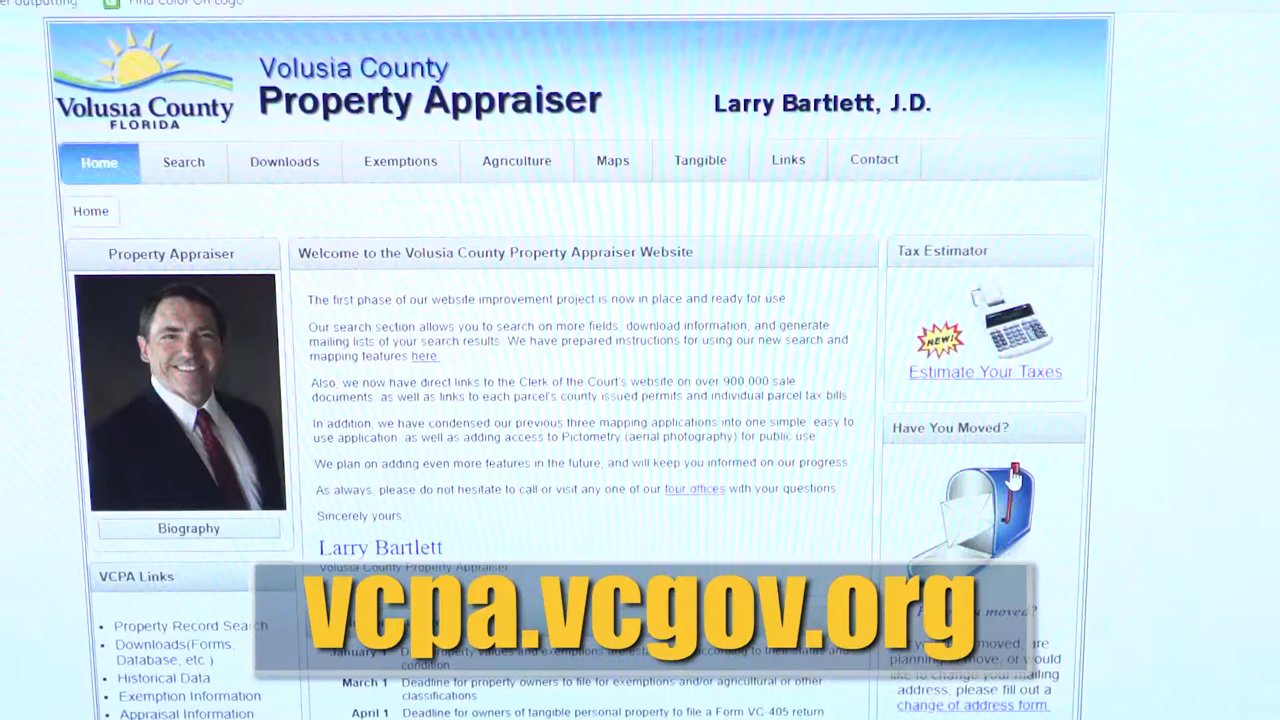 Find Color On Logo
Volusia County
FLORIDA
Volusia County
Property Appraiser
Larry Bartlett, J.D.
Home
Search
Downloads
Exemptions
Agriculture
Maps
Tangible
Links
Contact
Home
Property Appraiser
Biography
VCPA Links
Property Record Search
Downloads(Forms,
Database, etc.)
Historical Data
Exemption Information
Appraisal Information
Welcome to the Volusia County Property Appraiser Website
The first phase of our website improvement project is now in place and ready for use
Our search section allows you to search on more fields, download information, and generate
mailing lists of your search results. We have prepared instructions for using our new search and
mapping features here.
Also, we now have direct links to the Clerk of the Court's website on over 900,000 sale
documents, as well as links to each parcel's county issued permits and individual parcel tax bills
In addition, we have condensed our previous three mapping applications into one simple, easy to
use application, as well as adding access to Pictometry (aerial photography) for public use
We plan on adding even more features in the future, and will keep you informed on our progress
As always, please do not hesitate to call or visit any one of our four offices with your questions
Sincerely yours,
Larry Bartlett
Volusia County Property Appraiser
January 1
condition
March 1 Deadline for property owners to file for exemptions and/or agricultural or other
classifications
April 1 Deadline for owners of tangible personal property to file a Form VC-405 return
Tax Estimator
NEW!
Estimate Your Taxes
Have You Moved?
moved?
address, please fill out a
change of address form.
vcpa.vcgov.org